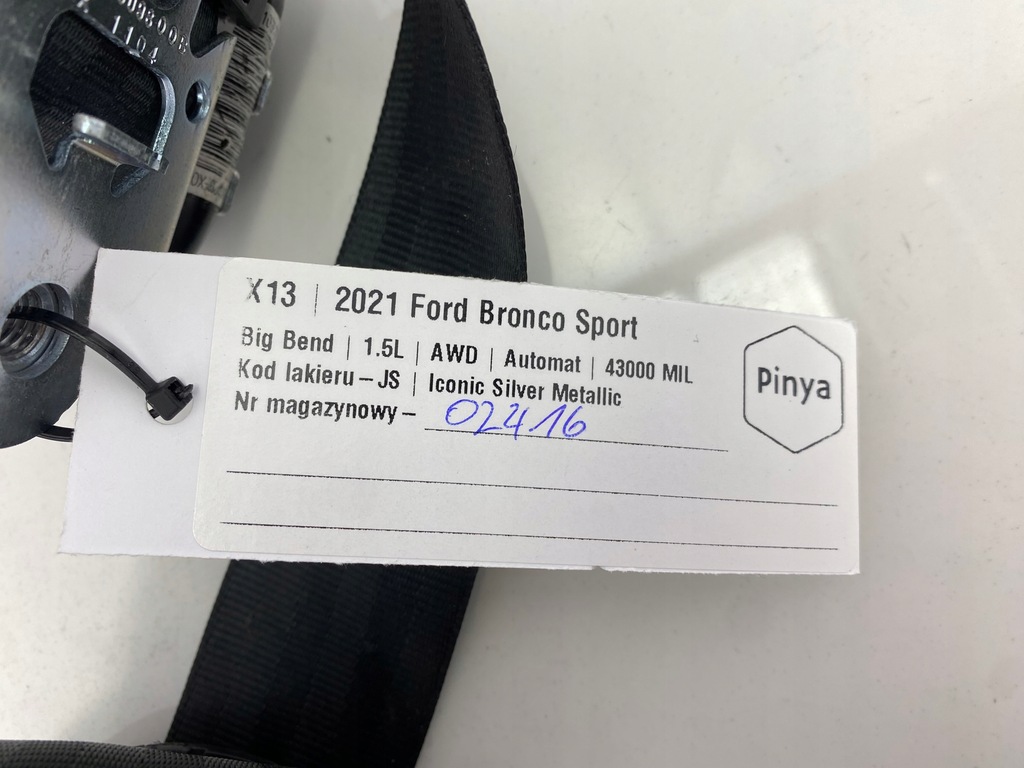 1104
X13 | 2021 Ford Bronco Sport
Big Bend | 1.5L | AWD | Automat | 43000 MIL
Kod lakieru – JS | Iconic Silver Metallic
Nr magazynowy – 02416
Pinya